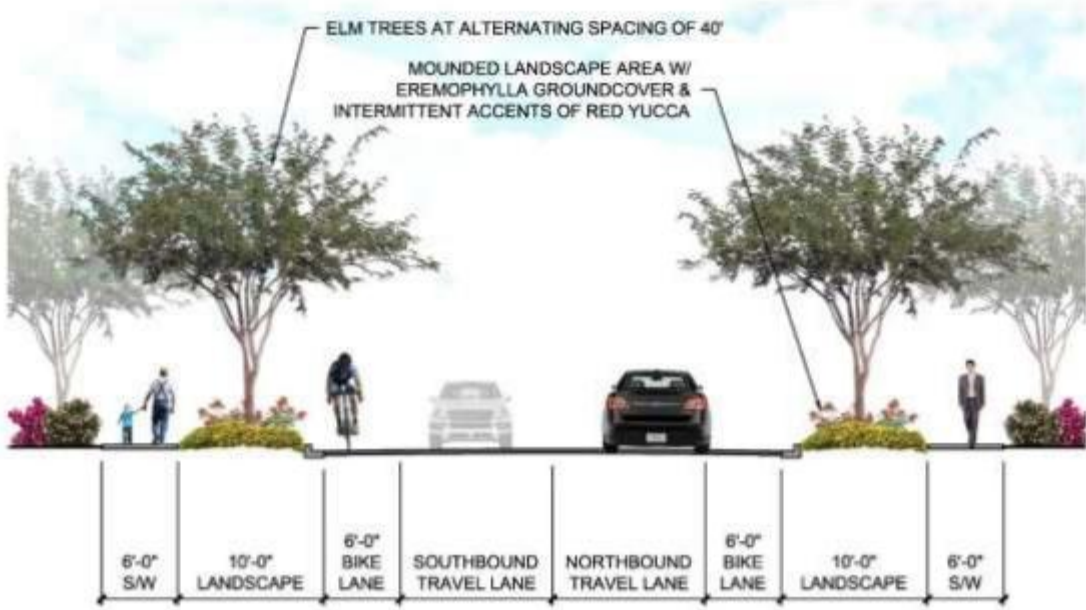 ELM TREES AT ALTERNATING SPACING OF 40'
MOUNDED LANDSCAPE AREA W/
EREMOPHYLLA GROUNDCOVER &
INTERMITTENT ACCENTS OF RED YUCCA
6'-0"
S/W
10'-0"
LANDSCAPE
6'-0"
BIKE
LANE
SOUTHBOUND
TRAVEL LANE
NORTHBOUND
TRAVEL LANE
6'-0"
BIKE
LANE
10'-0"
LANDSCAPE
6'-0"
S/W